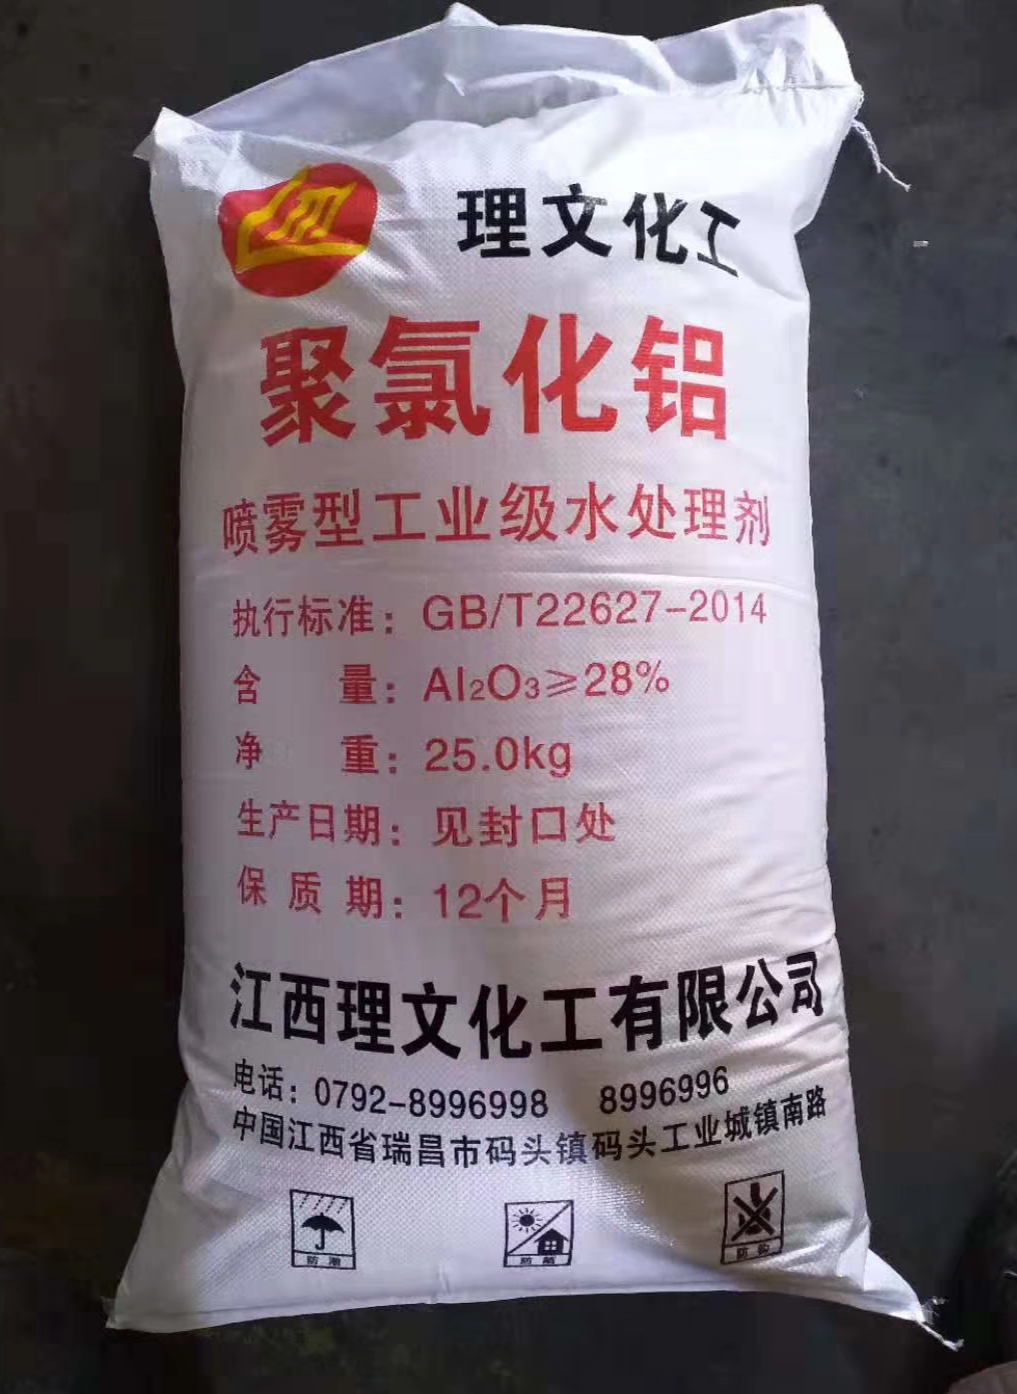 理文化工
聚氯化铝
喷雾型工业级水处理剂
执行标准：GB/T22627-2014
含 量：Al₂O₃≥28%
净 重：25.0kg
生产日期：见封口处
保质期：12个月
江西理文化工有限公司
电话：0792-8996998 8996996
中国江西省瑞昌市码头镇码头工业城镇南路
防潮 防晒 防钩